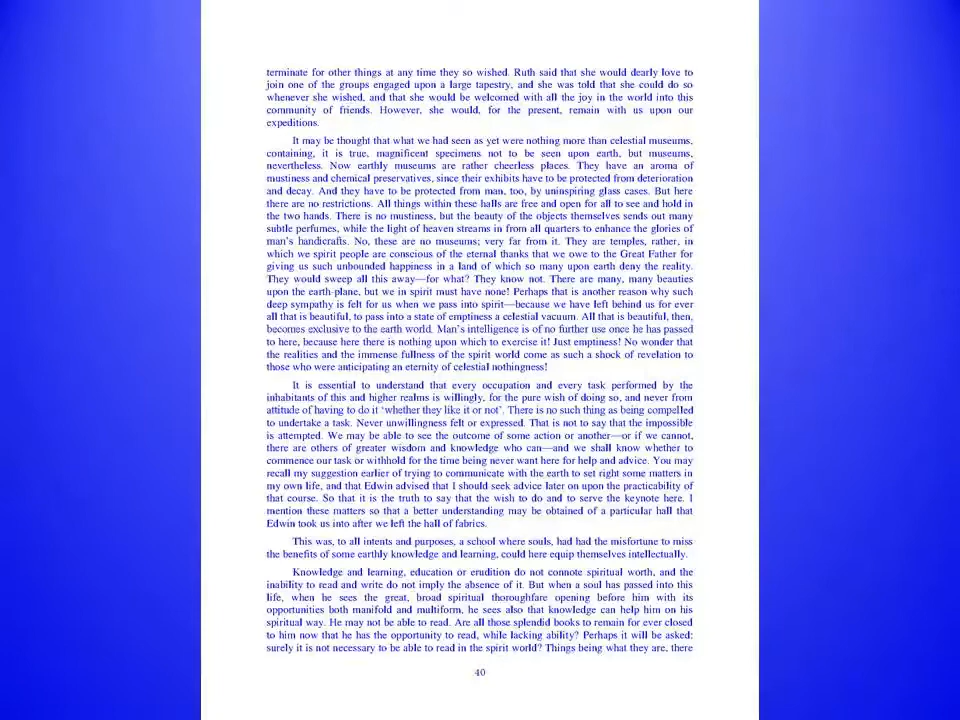 terminate for other things at any time they so wished. Ruth said that she would dearly love to
join one of the groups engaged upon a large tapestry, and she was told that she could do so
whenever she wished, and that she would be welcomed with all the joy in the world into this
community of friends. However, she would, for the present, remain with us upon our
expeditions.
It may be thought that what we had seen as yet were nothing more than celestial museums,
containing, it is true, magnificent specimens not to be seen upon earth, but museums,
nevertheless. Now earthly museums are rather cheerless places. They have an aroma of
mustiness and chemical preservatives, since their exhibits have to be protected from deterioration
and decay. And they have to be protected from man, too, by uninspiring glass cases. But here
there are no restrictions. All things within these halls are free and open for all to see and hold in
the two hands. There is no mustiness, but the beauty of the objects themselves sends out many
subtle perfumes, while the light of heaven streams in from all quarters to enhance the glories of
man's handicrafts. No, these are no museums; very far from it. They are temples, rather, in
which we spirit people are conscious of the eternal thanks that we owe to the Great Father for
giving us such unbounded happiness in a land of which so many upon earth deny the reality.
They would sweep all this away—for what? They know not. There are many, many beauties
upon the earth-plane, but we in spirit must have none! Perhaps that is another reason why such
deep sympathy is felt for us when we pass into spirit—because we have left behind us for ever
all that is beautiful, to pass into a state of emptiness a celestial vacuum. All that is beautiful, then,
becomes exclusive to the earth world. Man's intelligence is of no further use once he has passed
to here, because here there is nothing upon which to exercise it! Just emptiness! No wonder that
the realities and the immense fullness of the spirit world come as such a shock of revelation to
those who were anticipating an eternity of celestial nothingness!
It is essential to understand that every occupation and every task performed by the
inhabitants of this and higher realms is willingly, for the pure wish of doing so, and never from
attitude of having to do it ‘whether they like it or not’. There is no such thing as being compelled
to undertake a task. Never unwillingness felt or expressed. That is not to say that the impossible
is attempted. We may be able to see the outcome of some action or another—or if we cannot,
there are others of greater wisdom and knowledge who can—and we shall know whether to
commence our task or withhold for the time being never want here for help and advice. You may
recall my suggestion earlier of trying to communicate with the earth to set right some matters in
my own life, and that Edwin advised that I should seek advice later on upon the practicability of
that course. So that it is the truth to say that the wish to do and to serve the keynote here. I
mention these matters so that a better understanding may be obtained of a particular hall that
Edwin took us into after we left the hall of fabrics.
This was, to all intents and purposes, a school where souls, had had the misfortune to miss
the benefits of some earthly knowledge and learning, could here equip themselves intellectually.
Knowledge and learning, education or erudition do not connote spiritual worth, and the
inability to read and write do not imply the absence of it. But when a soul has passed into this
life, when he sees the great, broad spiritual thoroughfare opening before him with its
opportunities both manifold and multiform, he sees also that knowledge can help him on his
spiritual way. He may not be able to read. Are all those splendid books to remain for ever closed
to him now that he has the opportunity to read, while lacking ability? Perhaps it will be asked:
surely it is not necessary to be able to read in the spirit world? Things being what they are, there
40